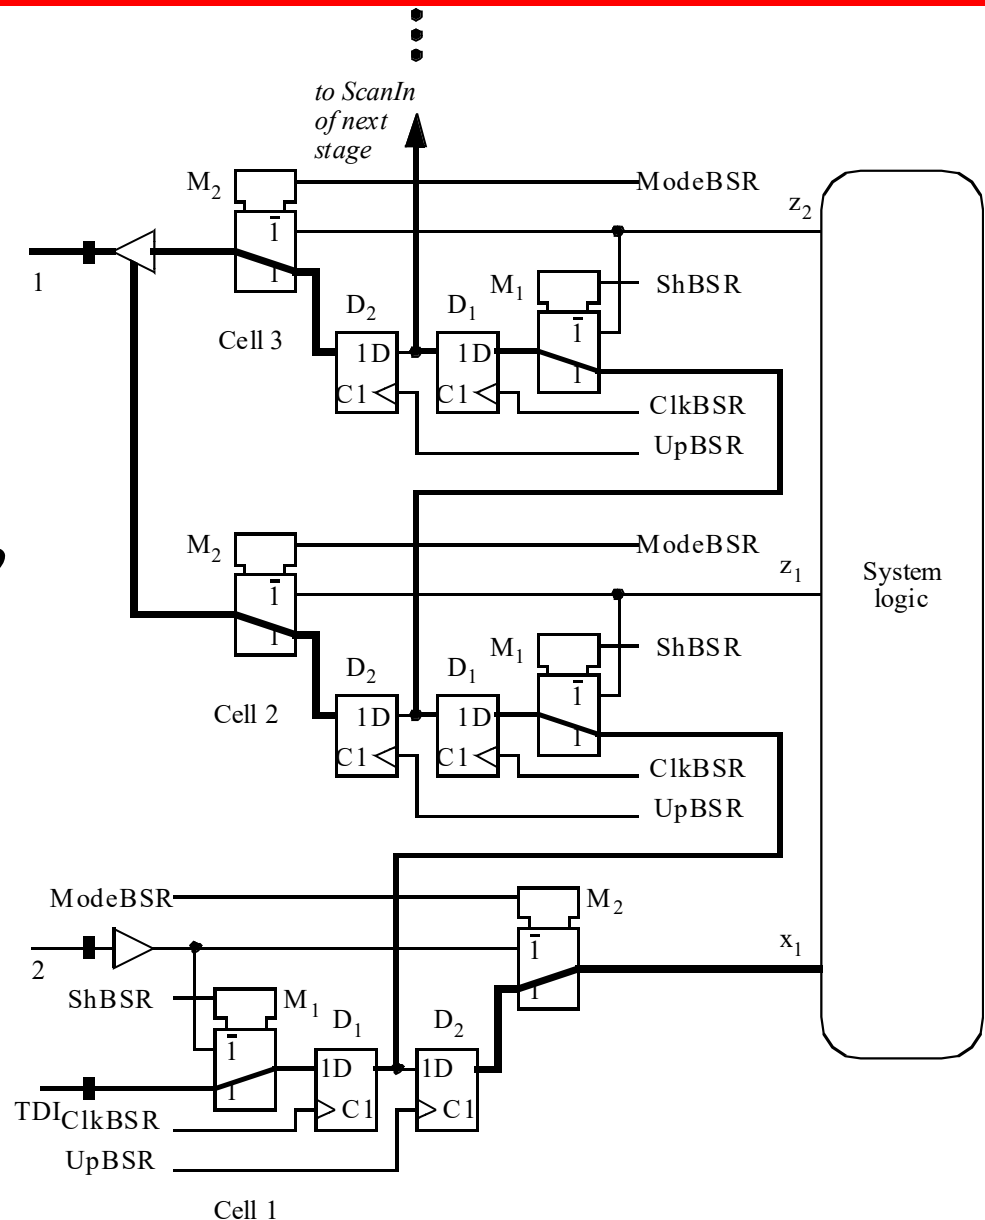 to ScanIn
of next
stage
M2
ModeBSR
1̅
z2
1
1
M1
ShBSR
D2
D1
1̅
Cell 3
1D
1D
1
C1
C1
ClkBSR
UpBSR
M2
ModeBSR
1̅
z1
System
logic
1
M1
ShBSR
D2
D1
1̅
Cell 2
1D
1D
1
C1
C1
ClkBSR
UpBSR
ModeBSR
M2
1̅
x1
2
1
ShBSR
M1
D1
D2
1̅
1D
1D
1
TDI
ClkBSR
C1
C1
UpBSR
Cell 1